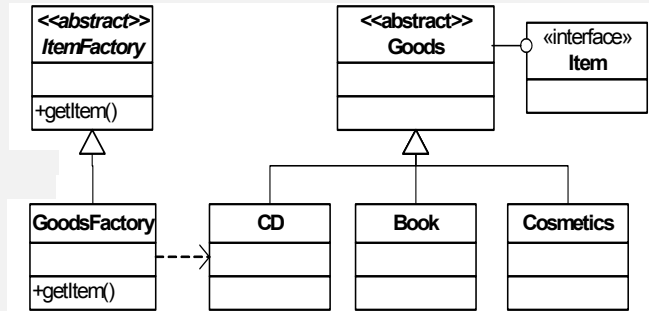 <<abstract>>
ItemFactory
+getItem()
<<abstract>>
Goods
«interface»
Item
GoodsFactory
+getItem()
CD
Book
Cosmetics